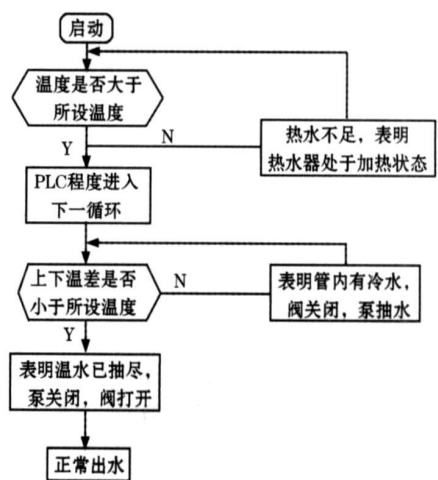 启动
温度是否大于
所设温度
N
热水不足，表明
热水器处于加热状态
Y
PLC程度进入
下一循环
上下温差是否
小于所设温度
N
表明管内有冷水，
阀关闭，泵抽水
Y
表明温水已抽尽，
泵关闭，阀打开
正常出水